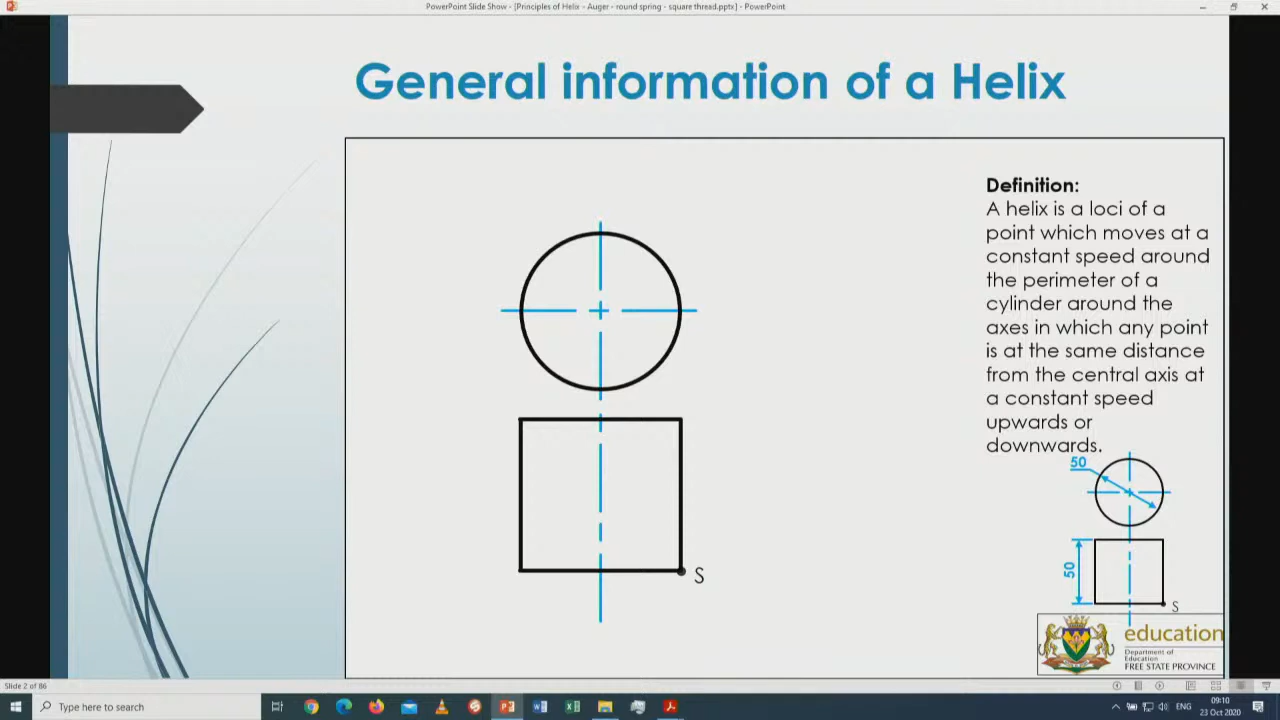 PowerPoint Slide Show - [Principles of Helix - Auger - round spring - square thread.pptx] - PowerPoint
General information of a Helix
Definition:
A helix is a loci of a
point which moves at a
constant speed around
the perimeter of a
cylinder around the
axes in which any point
is at the same distance
from the central axis at
a constant speed
upwards or
downwards.
50
S
50
S
education
Department of
Education
FREE STATE PROVINCE
Slide 2 of 86
Type here to search
ENG
09:10
23 Oct 2020